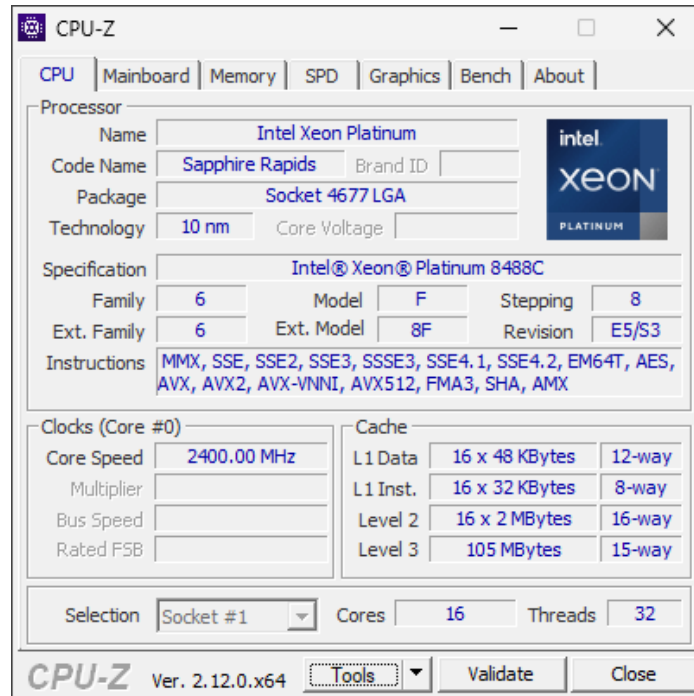 CPU-Z
CPU Mainboard Memory SPD Graphics Bench About
Processor
Name Intel Xeon Platinum
Code Name Sapphire Rapids Brand ID
Package Socket 4677 LGA
Technology 10 nm Core Voltage
intel
xeon
PLATINUM
Specification Intel® Xeon® Platinum 8488C
Family 6 Model F Stepping 8
Ext. Family 6 Ext. Model 8F Revision E5/S3
Instructions MMX, SSE, SSE2, SSE3, SSSE3, SSE4.1, SSE4.2, EM64T, AES,
AVX, AVX2, AVX-VNNI, AVX512, FMA3, SHA, AMX
Clocks (Core #0)
Core Speed 2400.00 MHz
Multiplier
Bus Speed
Rated FSB
Cache
L1 Data 16 x 48 KBytes 12-way
L1 Inst. 16 x 32 KBytes 8-way
Level 2 16 x 2 MBytes 16-way
Level 3 105 MBytes 15-way
Selection Socket #1 Cores 16 Threads 32
CPU-Z Ver. 2.12.0.x64 Tools Validate Close